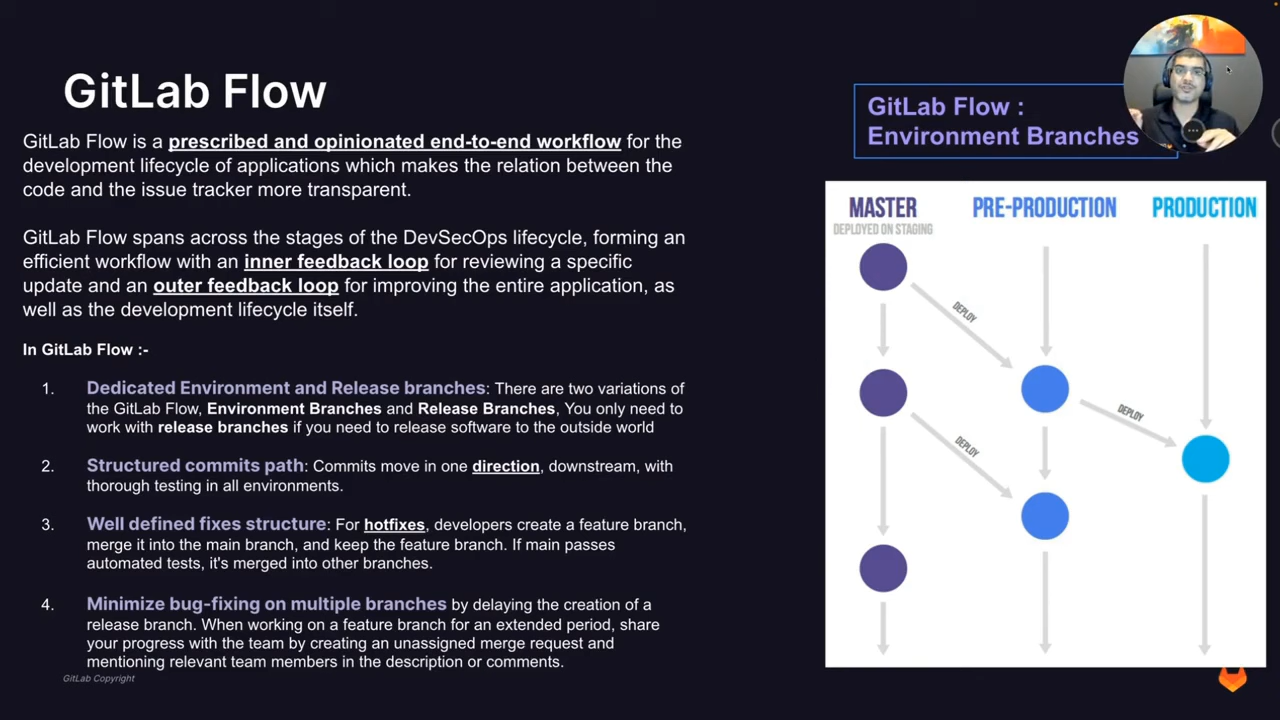 GitLab Flow
GitLab Flow is a prescribed and opinionated end-to-end workflow for the
development lifecycle of applications which makes the relation between the
code and the issue tracker more transparent.
GitLab Flow spans across the stages of the DevSecOps lifecycle, forming an
efficient workflow with an inner feedback loop for reviewing a specific
update and an outer feedback loop for improving the entire application, as
well as the development lifecycle itself.
In GitLab Flow :-
1. Dedicated Environment and Release branches: There are two variations of
the GitLab Flow, Environment Branches and Release Branches, You only need to
work with release branches if you need to release software to the outside world
2. Structured commits path: Commits move in one direction, downstream, with
thorough testing in all environments.
3. Well defined fixes structure: For hotfixes, developers create a feature branch,
merge it into the main branch, and keep the feature branch. If main passes
automated tests, it's merged into other branches.
4. Minimize bug-fixing on multiple branches by delaying the creation of a
release branch. When working on a feature branch for an extended period, share
your progress with the team by creating an unassigned merge request and
mentioning relevant team members in the description or comments.
GitLab Copyright
GitLab Flow :
Environment Branches
MASTER
DEPLOYED ON STAGING
PRE-PRODUCTION
PRODUCTION
DEPLOY
DEPLOY
DEPLOY